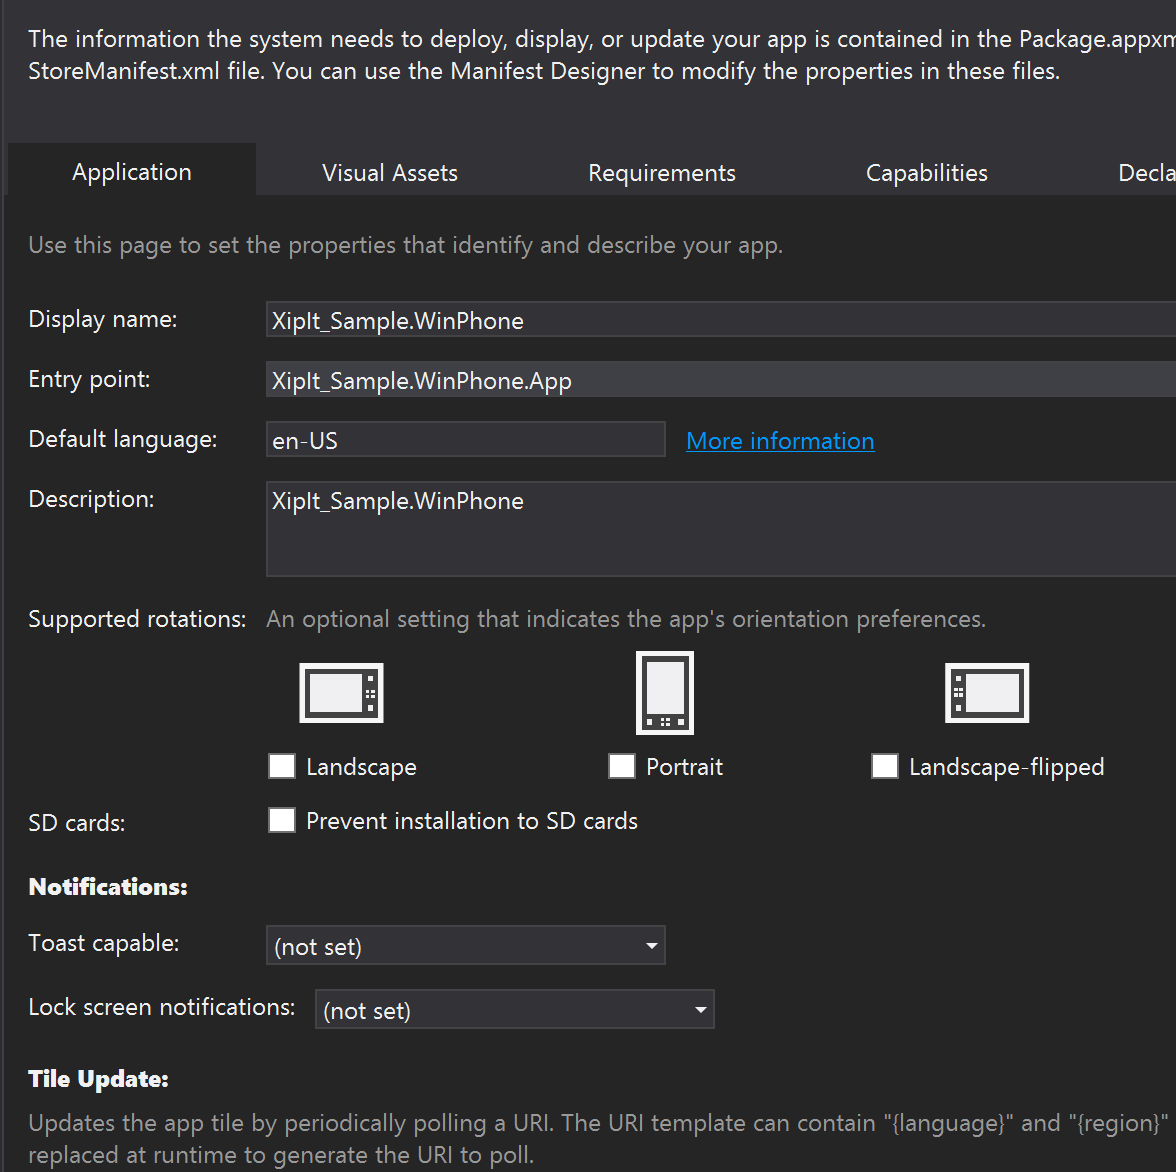 The information the system needs to deploy, display, or update your app is contained in the
StoreManifest.xml file. You can use the Manifest Designer to modify the properties in these files.
Application Visual Assets Requirements Capabilities
Use this page to set the properties that identify and describe your app.
Display name: XipIt_Sample.WinPhone
Entry point: XipIt_Sample.WinPhone.App
Default language: en-US More information
Description: XipIt_Sample.WinPhone
Supported rotations: An optional setting that indicates the app's orientation preferences.
Landscape Portrait Landscape-flipped
SD cards: Prevent installation to SD cards
Notifications:
Toast capable: (not set)
Lock screen notifications: (not set)
Tile Update:
Updates the app tile by periodically polling a URI. The URI template can contain "{language}" and "{region}"
replaced at runtime to generate the URI to poll.